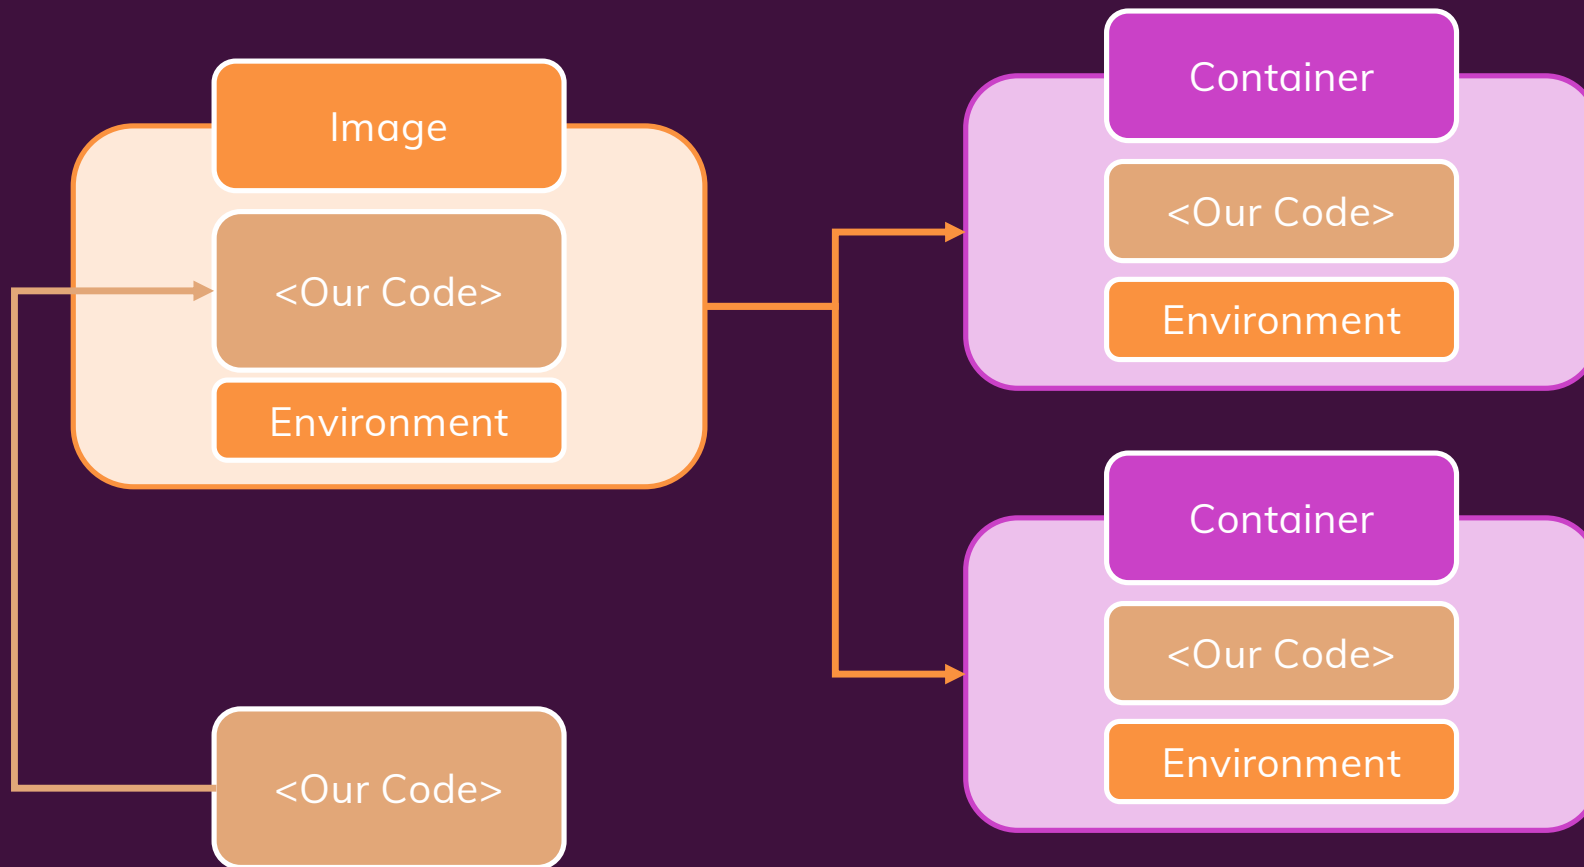 Image
<Our Code>
Environment
<Our Code>
Container
<Our Code>
Environment
Container
<Our Code>
Environment